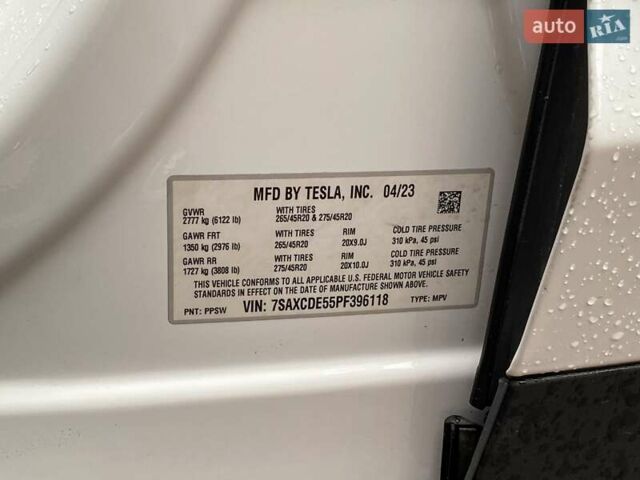 auto RIA
.com
MFD BY TESLA, INC. 04/23
GVWR WITH TIRES
2777 kg (6122 lb) 265/45R20 & 275/45R20
GAWR FRT WITH TIRES RIM COLD TIRE PRESSURE
1350 kg (2976 lb) 265/45R20 20X9.0J 310 kPa, 45 psi
GAWR RR WITH TIRES RIM COLD TIRE PRESSURE
1727 kg (3808 lb) 275/45R20 20X10.0J 310 kPa, 45 psi
THIS VEHICLE CONFORMS TO ALL APPLICABLE U.S. FEDERAL MOTOR VEHICLE SAFETY
STANDARDS IN EFFECT ON THE DATE OF MANUFACTURE SHOWN ABOVE.
PNT: PPSW VIN: 7SAXCDE55PF396118 TYPE: MPV